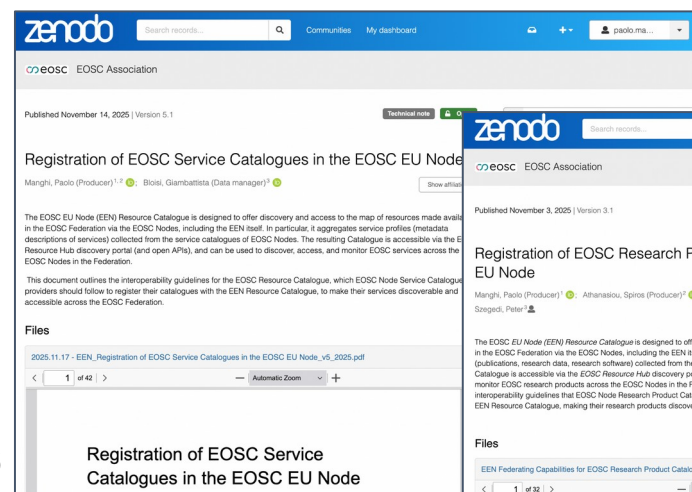 zenodo
Search records...
Communities My dashboard
paolo.ma...
eosc EOSC Association
Published November 14, 2025 | Version 5.1
Technical note
Registration of EOSC Service Catalogues in the EOSC EU Node
Manghi, Paolo (Producer)1, 2 ; Bloisi, Giambattista (Data manager)3
Show
The EOSC EU Node (EEN) Resource Catalogue is designed to offer discovery and access to the map of resources made
in the EOSC Federation via the EOSC Nodes, including the EEN itself. In particular, it aggregates service profiles (metadata
descriptions of services) collected from the service catalogues of EOSC Nodes. The resulting Catalogue is accessible via the
Resource Hub discovery portal (and open APIs), and can be used to discover, access, and monitor EOSC services across the
EOSC Nodes in the Federation.
This document outlines the interoperability guidelines for the EOSC Resource Catalogue, which EOSC Node Service Catalogue
providers should follow to register their catalogues with the EEN Resource Catalogue, to make their services discoverable and
accessible across the EOSC Federation.
Files
2025.11.17 - EEN_Registration of EOSC Service Catalogues in the EOSC EU Node_v5_2025.pdf
1 of 42
Automatic Zoom
Registration of EOSC Service
Catalogues in the EOSC EU Node
zenodo
Search records...
eosc EOSC Association
Published November 3, 2025 | Version 3.1
Registration of EOSC Research
EU Node
Manghi, Paolo (Producer)1 ; Athanasiou, Spiros (Producer)2
Szegedi, Peter3
The EOSC EU Node (EEN) Resource Catalogue is designed to
in the EOSC Federation via the EOSC Nodes, including the EEN
(publications, research data, research software) collected from
Catalogue is accessible via the EOSC Resource Hub discovery
monitor EOSC research products across the EOSC Nodes in the
interoperability guidelines that EOSC Node Research Product
EEN Resource Catalogue, making their research products
Files
EEN Federating Capabilities for EOSC Research Product
1 of 32